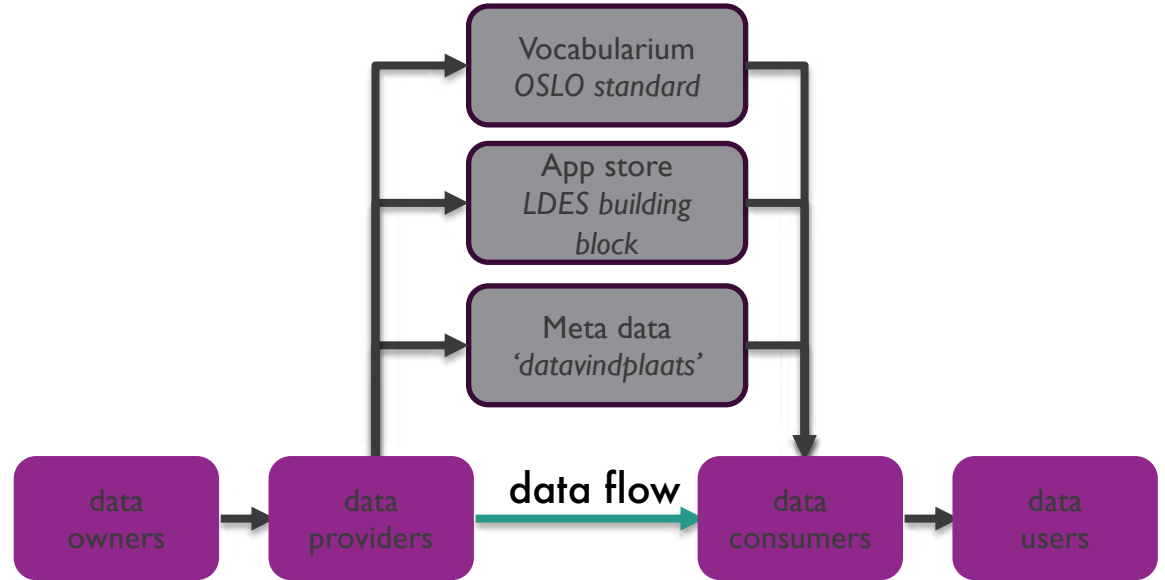 Vocabularium
OSLO standard
App store
LDES building
block
Meta data
‘datavindplaats’
data
owners
data
providers
data flow
data
consumers
data
users